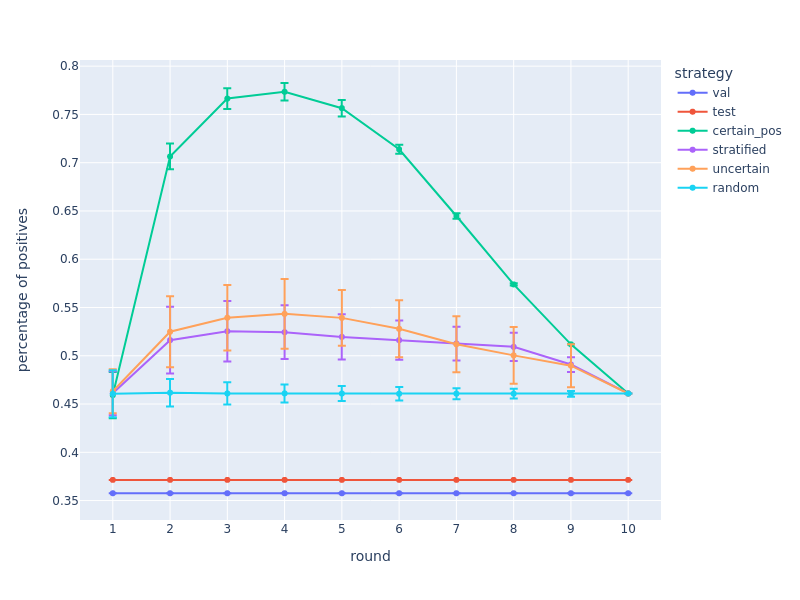 strategy
val
test
certain_pos
stratified
uncertain
random
percentage of positives
0.8
0.75
0.7
0.65
0.6
0.55
0.5
0.45
0.4
0.35
1 2 3 4 5 6 7 8 9 10
round